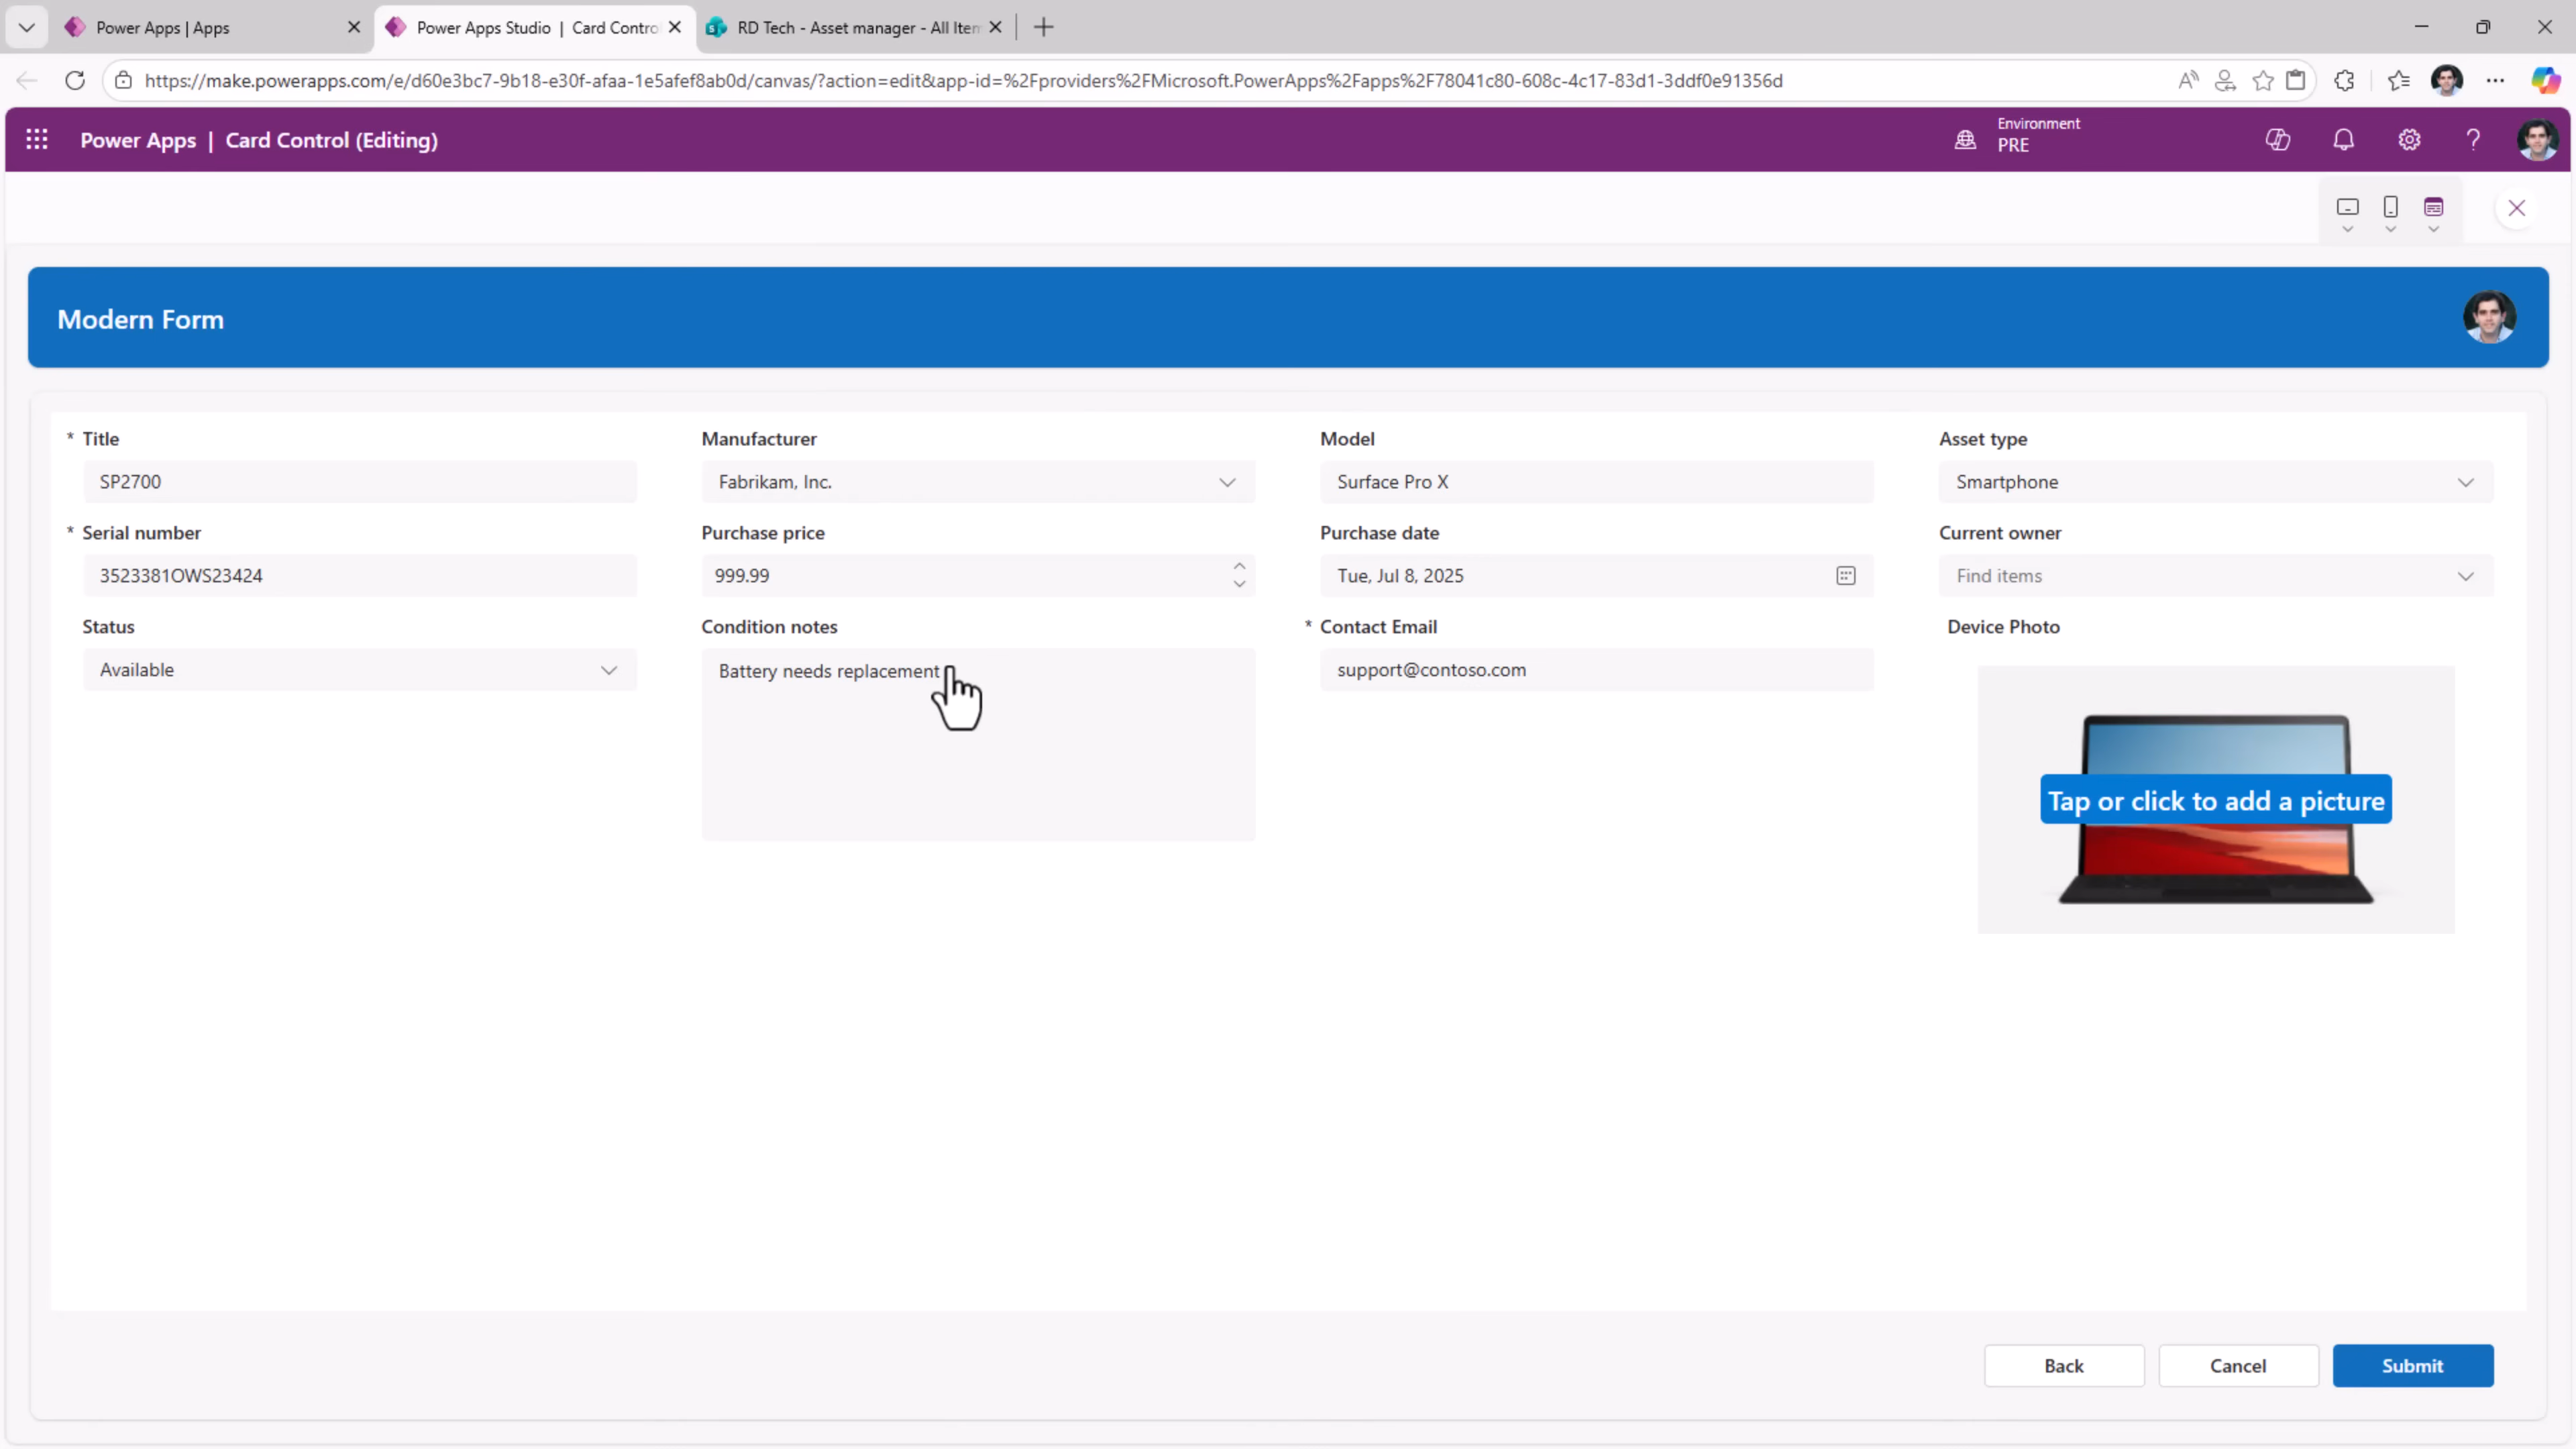 Power Apps | Apps
Power Apps Studio | Card Contro
RD Tech - Asset manager - All Iten
https://make.powerapps.com/e/d60e3bc7-9b18-e30f-afaa-1e5afef8ab0d/canvas/?action=edit&app-id=%2Fproviders%2FMicrosoft.PowerApps%2Fapps%2F78041c80-608c-4c17-83d1-3ddf0e91356d
Power Apps | Card Control (Editing)
Environment
PRE
Modern Form
* Title
Manufacturer
Model
Asset type
SP2700
Fabrikam, Inc.
Surface Pro X
Smartphone
* Serial number
Purchase price
Purchase date
Current owner
3523381OWS23424
999.99
Tue, Jul 8, 2025
Find items
Status
Condition notes
* Contact Email
Device Photo
Available
Battery needs replacement
support@contoso.com
Tap or click to add a picture
Back
Cancel
Submit